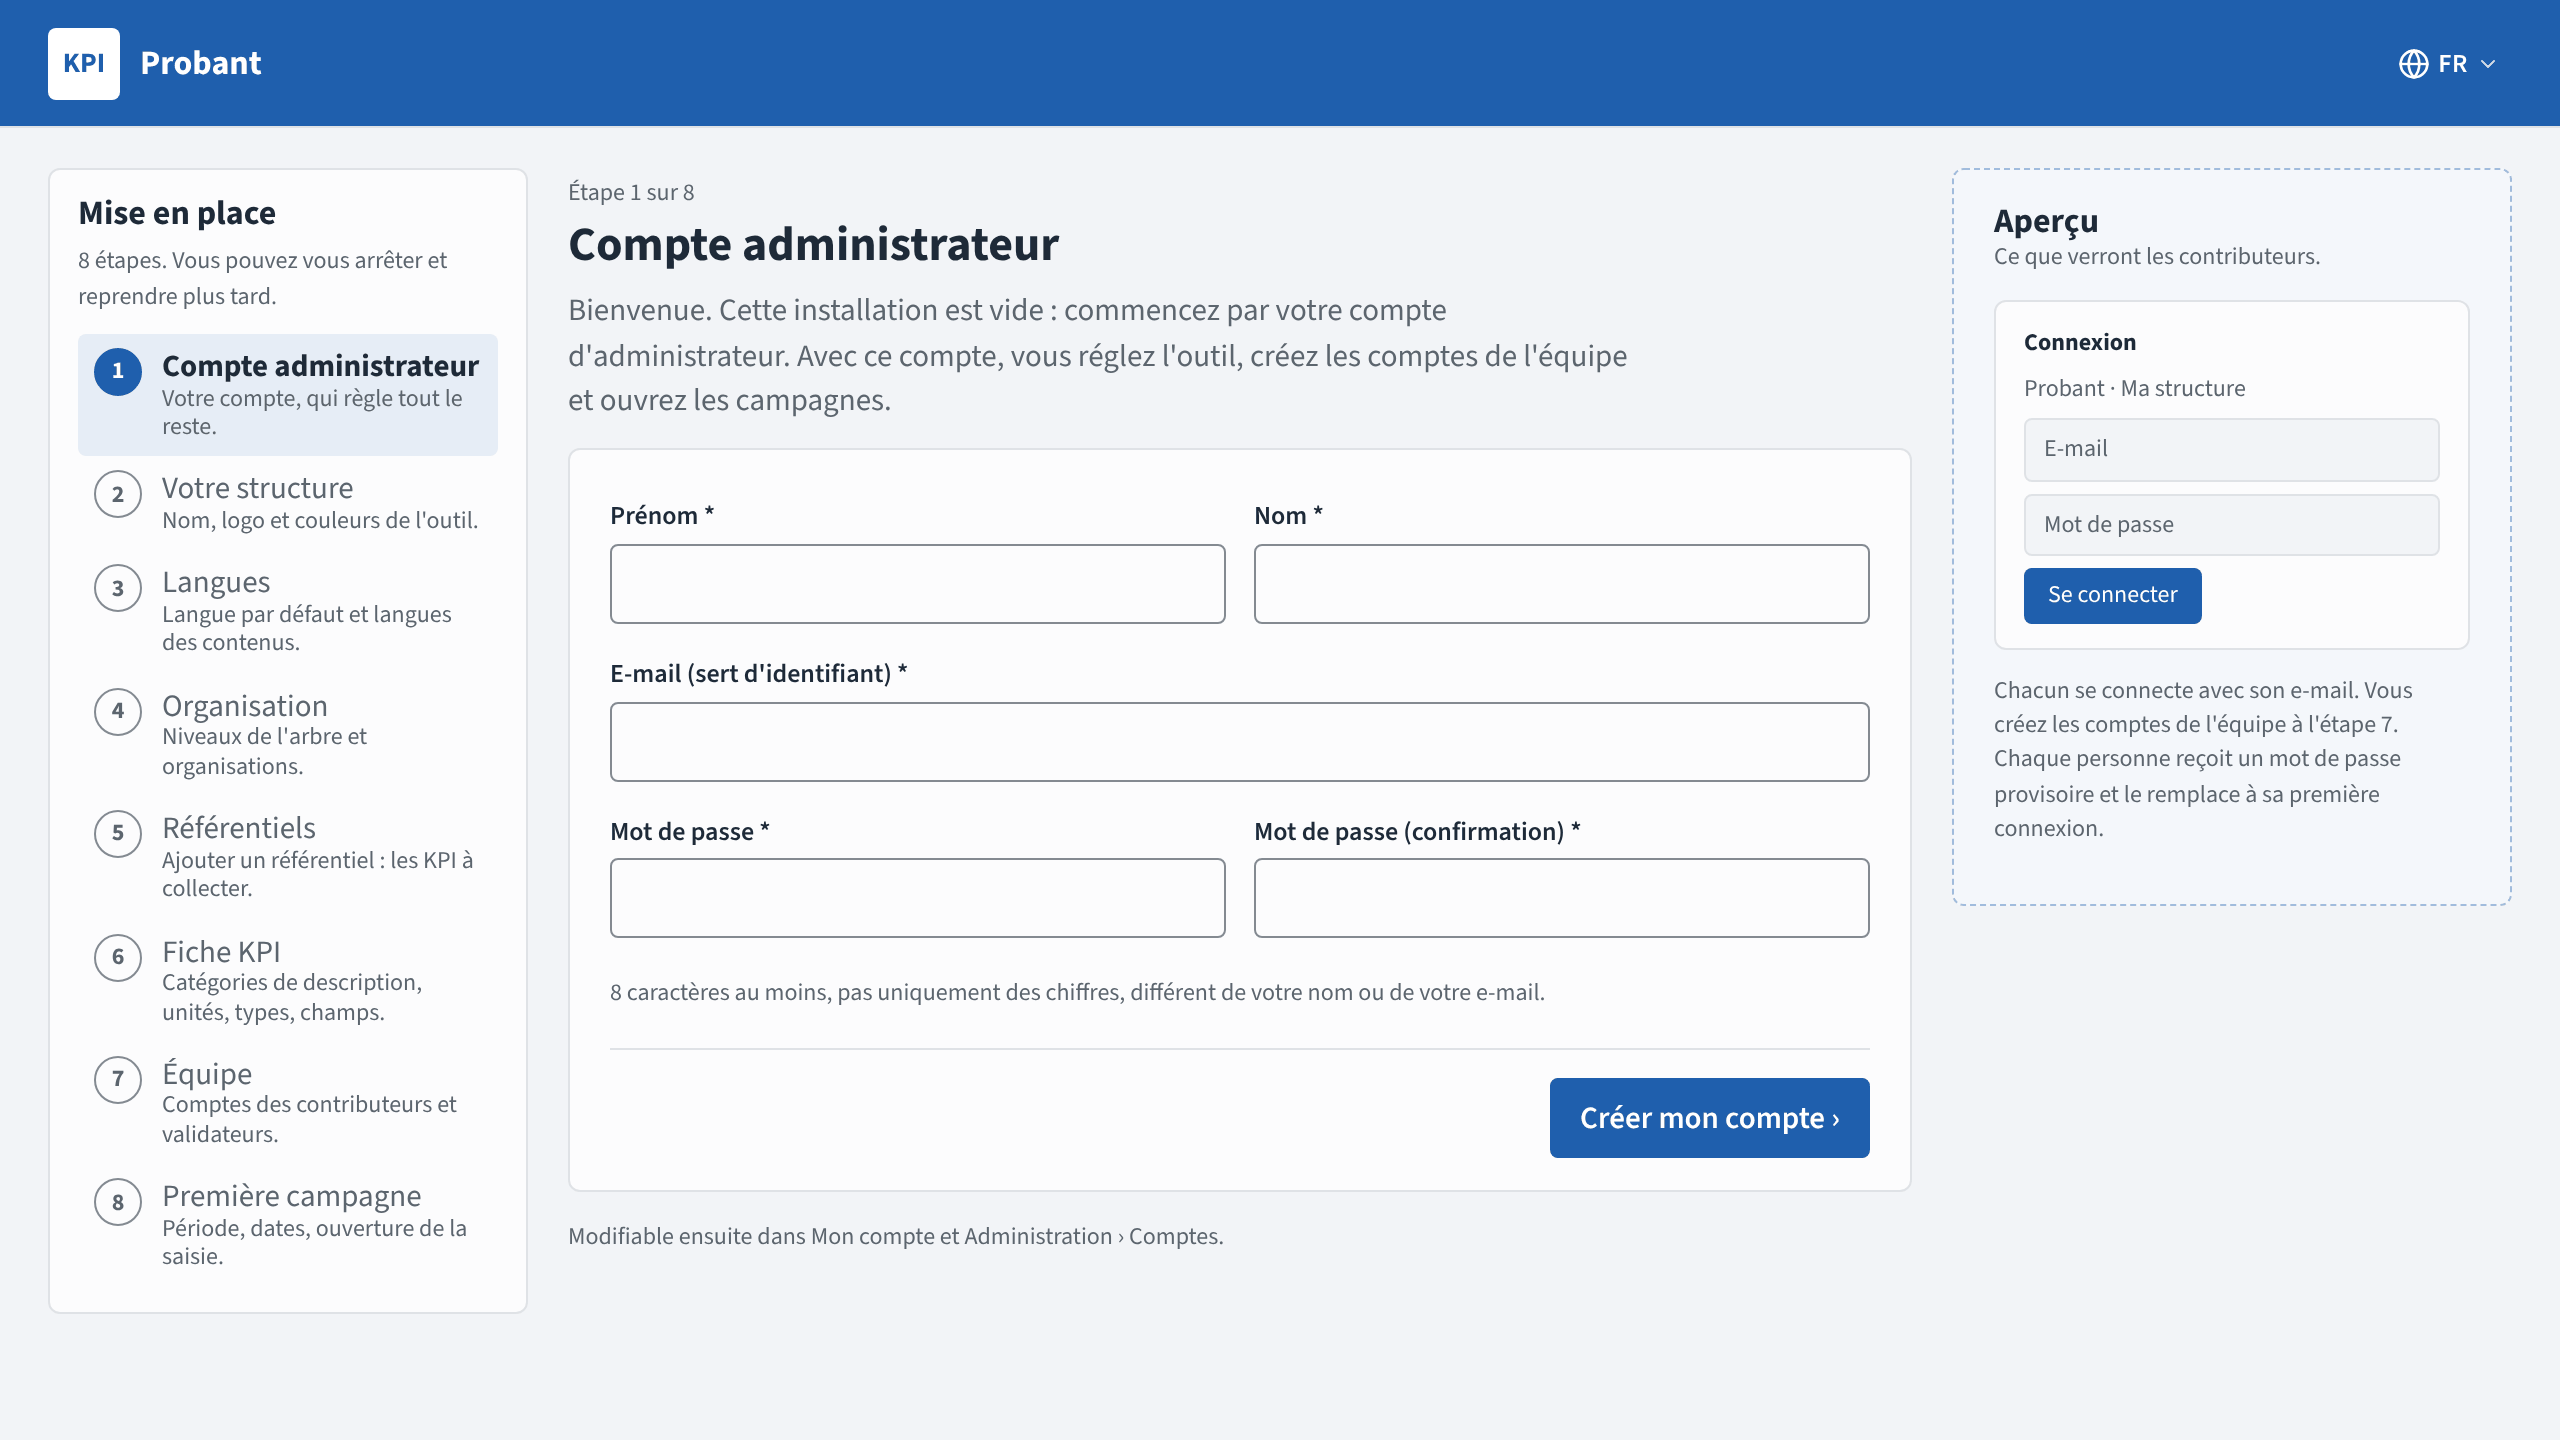 KPI
Probant
FR
Mise en place
8 étapes. Vous pouvez vous arrêter et
reprendre plus tard.
1
Compte administrateur
Votre compte, qui règle tout le
reste.
2
Votre structure
Nom, logo et couleurs de l'outil.
3
Langues
Langue par défaut et langues
des contenus.
4
Organisation
Niveaux de l'arbre et
organisations.
5
Référentiels
Ajouter un référentiel : les KPI à
collecter.
6
Fiche KPI
Catégories de description,
unités, types, champs.
7
Équipe
Comptes des contributeurs et
validateurs.
8
Première campagne
Période, dates, ouverture de la
saisie.
Étape 1 sur 8
Compte administrateur
Bienvenue. Cette installation est vide : commencez par votre compte
d'administrateur. Avec ce compte, vous réglez l'outil, créez les comptes de l'équipe
et ouvrez les campagnes.
Prénom *
Nom *
E-mail (sert d'identifiant) *
Mot de passe *
Mot de passe (confirmation) *
8 caractères au moins, pas uniquement des chiffres, différent de votre nom ou de votre e-mail.
Créer mon compte ›
Modifiable ensuite dans Mon compte et Administration › Comptes.
Aperçu
Ce que verront les contributeurs.
Connexion
Probant · Ma structure
E-mail
Mot de passe
Se connecter
Chacun se connecte avec son e-mail. Vous
créez les comptes de l'équipe à l'étape 7.
Chaque personne reçoit un mot de passe
provisoire et le remplace à sa première
connexion.